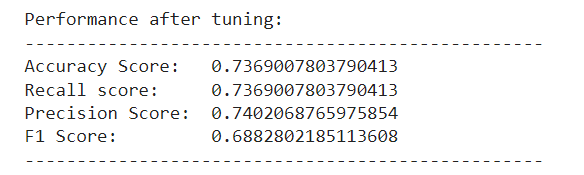 Performance after tuning:
------------------------------------------------
Accuracy Score: 0.7369007803790413
Recall score: 0.7369007803790413
Precision Score: 0.7402068765975854
F1 Score: 0.6882802185113608
------------------------------------------------